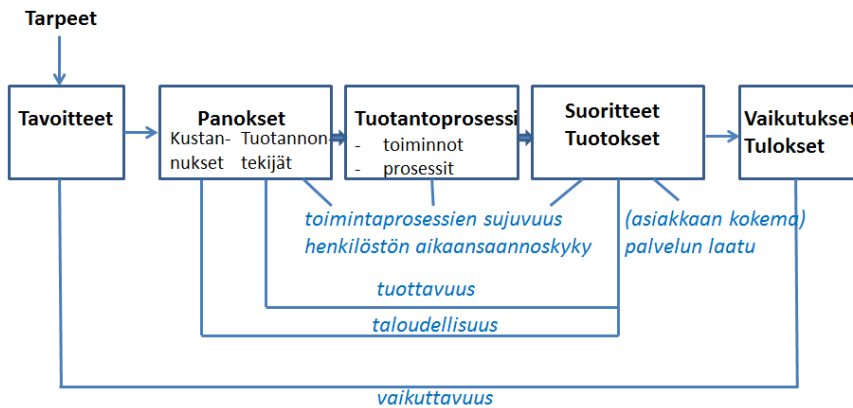 Tarpeet
Tavoitteet
Panokset
Kustan- Tuotannon-
nukset tekijät
Tuotantoprosessi
- toiminnot
- prosessit
Suoritteet
Tuotokset
Vaikutukset
Tulokset
toimintaprosessien sujuvuus
henkilöstön aikaansaannoskyky
(asiakkaan kokema)
palvelun laatu
tuottavuus
taloudellisuus
vaikuttavuus